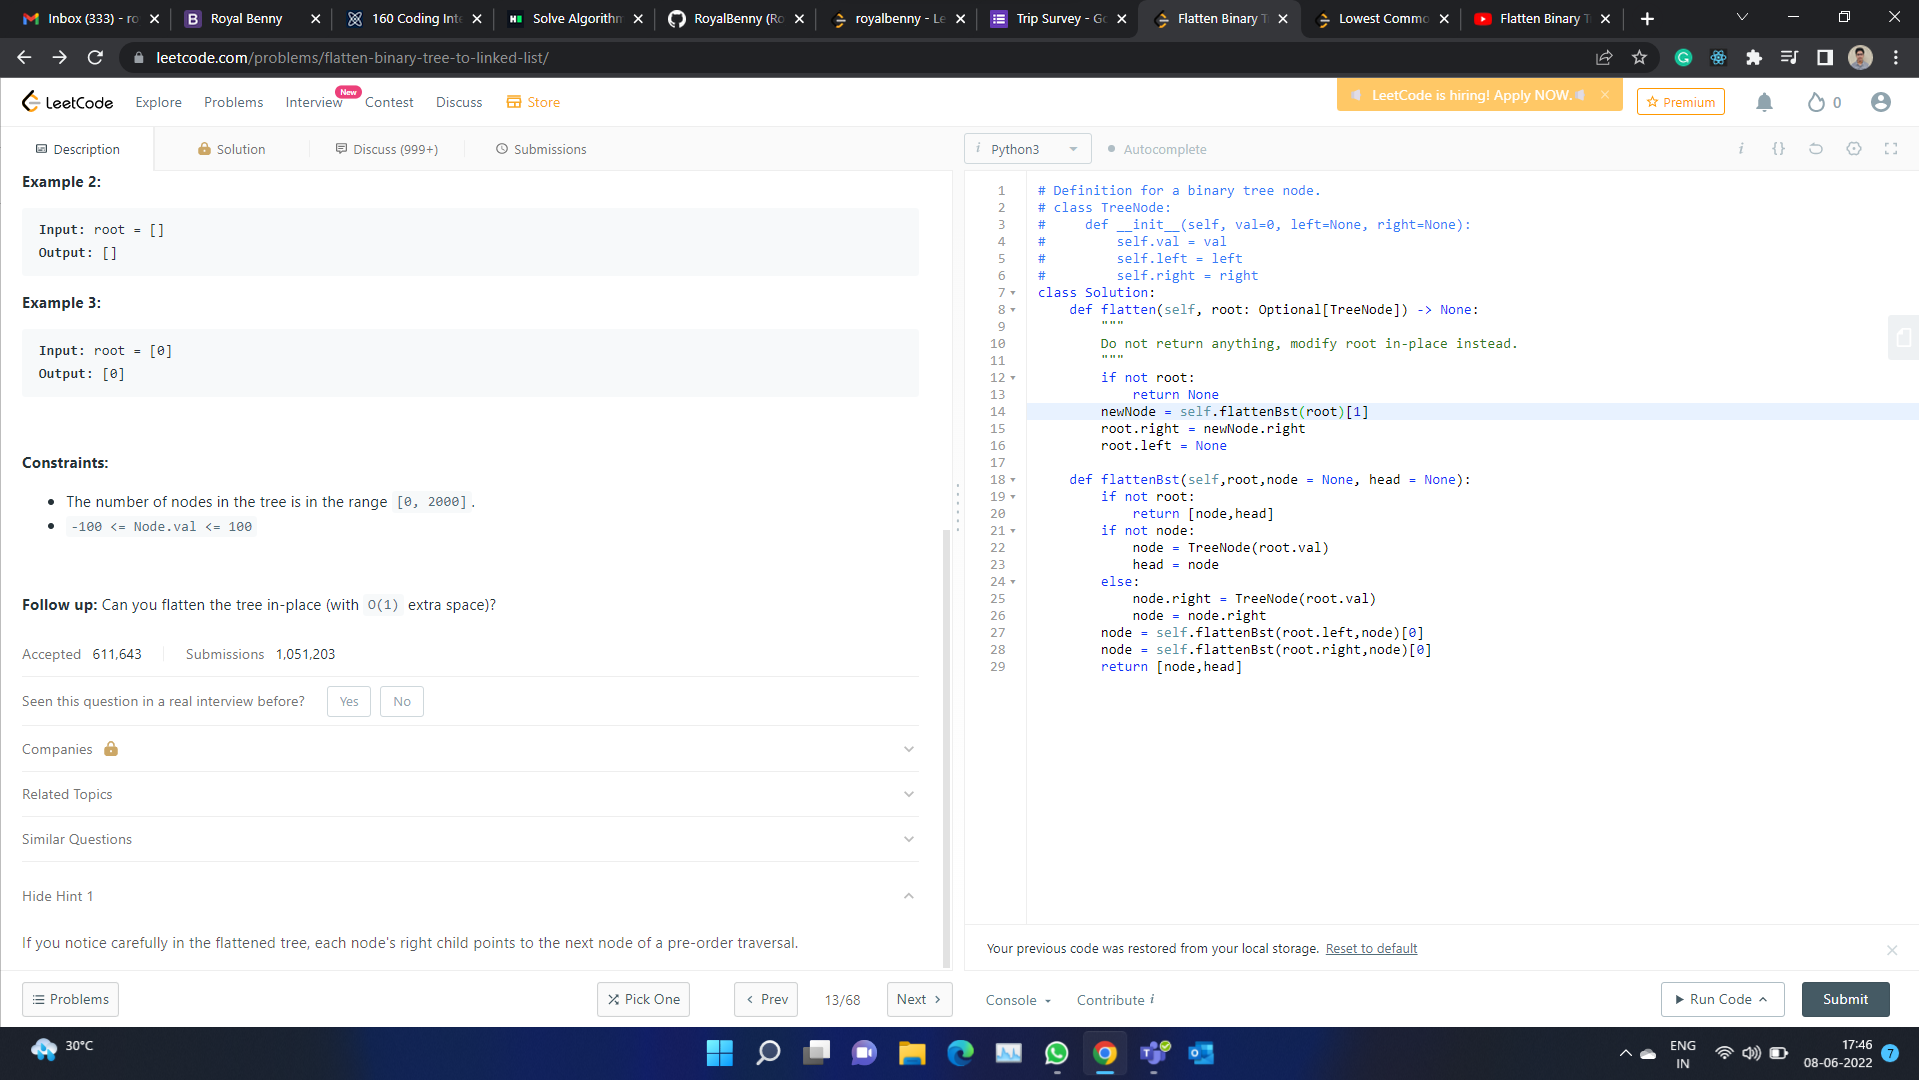 Inbox (333) - ro
Royal Benny
160 Coding Inte
Solve Algorithm
RoyalBenny (Ro
royalbenny - Le
Trip Survey - Go
Flatten Binary T
Lowest Commo
Flatten Binary T
leetcode.com/problems/flatten-binary-tree-to-linked-list/
LeetCode
Explore
Problems
Interview
New
Contest
Discuss
Store
LeetCode is hiring! Apply NOW.
Premium
0
Description
Solution
Discuss (999+)
Submissions
Python3
Autocomplete
Example 2:
Input: root = []
Output: []
Example 3:
Input: root = [0]
Output: [0]
Constraints:
The number of nodes in the tree is in the range [0, 2000].
-100 <= Node.val <= 100
Follow up: Can you flatten the tree in-place (with O(1) extra space)?
Accepted 611,643 Submissions 1,051,203
Seen this question in a real interview before? Yes No
Companies
Related Topics
Similar Questions
Hide Hint 1
If you notice carefully in the flattened tree, each node's right child points to the next node of a pre-order traversal.
Problems
Pick One
Prev
13/68
Next
1 # Definition for a binary tree node.
2 # class TreeNode:
3 #     def __init__(self, val=0, left=None, right=None):
4 #         self.val = val
5 #         self.left = left
6 #         self.right = right
7 class Solution:
8     def flatten(self, root: Optional[TreeNode]) -> None:
9         """
10         Do not return anything, modify root in-place instead.
11         """
12         if not root:
13             return None
14         newNode = self.flattenBst(root)[1]
15         root.right = newNode.right
16         root.left = None
17
18     def flattenBst(self,root,node = None, head = None):
19         if not root:
20             return [node,head]
21         if not node:
22             node = TreeNode(root.val)
23             head = node
24         else:
25             node.right = TreeNode(root.val)
26             node = node.right
27         node = self.flattenBst(root.left,node)[0]
28         node = self.flattenBst(root.right,node)[0]
29         return [node,head]
Your previous code was restored from your local storage. Reset to default
Console
Contribute i
Run Code
Submit
30°C
ENG
IN
17:46
08-06-2022
7